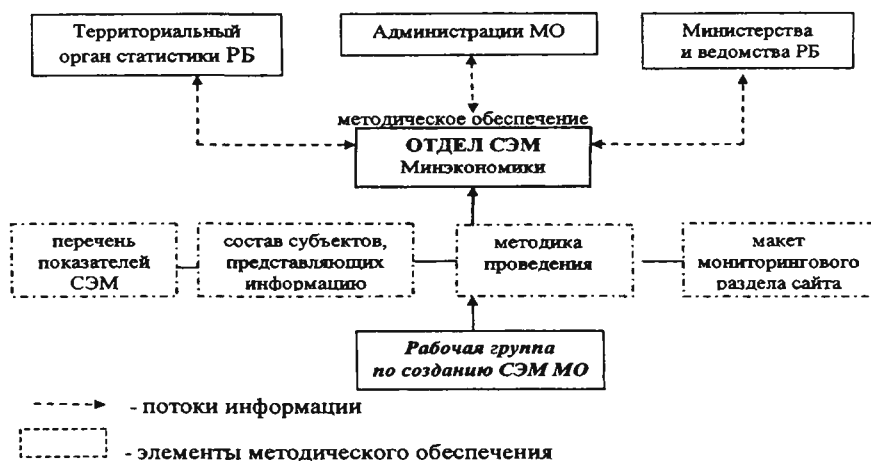 Территориальный
орган статистики РБ
Администрации МО
Министерства
и ведомства РБ
методическое обеспечение
ОТДЕЛ СЭМ
Минэкономики
перечень
показателей
СЭМ
состав субъектов,
представляющих
информацию
методика
проведения
макет
мониторингового
раздела сайта
Рабочая группа
по созданию СЭМ МО
- потоки информации
- элементы методического обеспечения